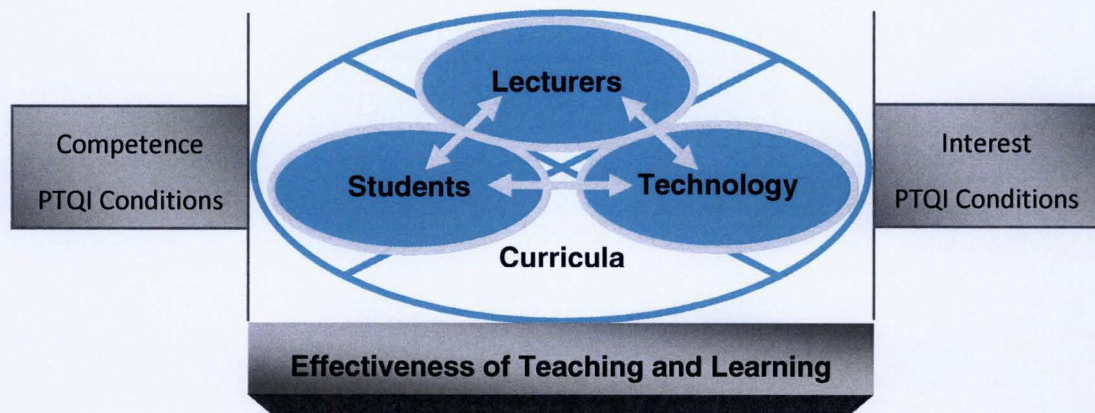 Lecturers
Competence
PTQI Conditions
Students
Technology
Interest
PTQI Conditions
Curricula
Effectiveness of Teaching and Learning